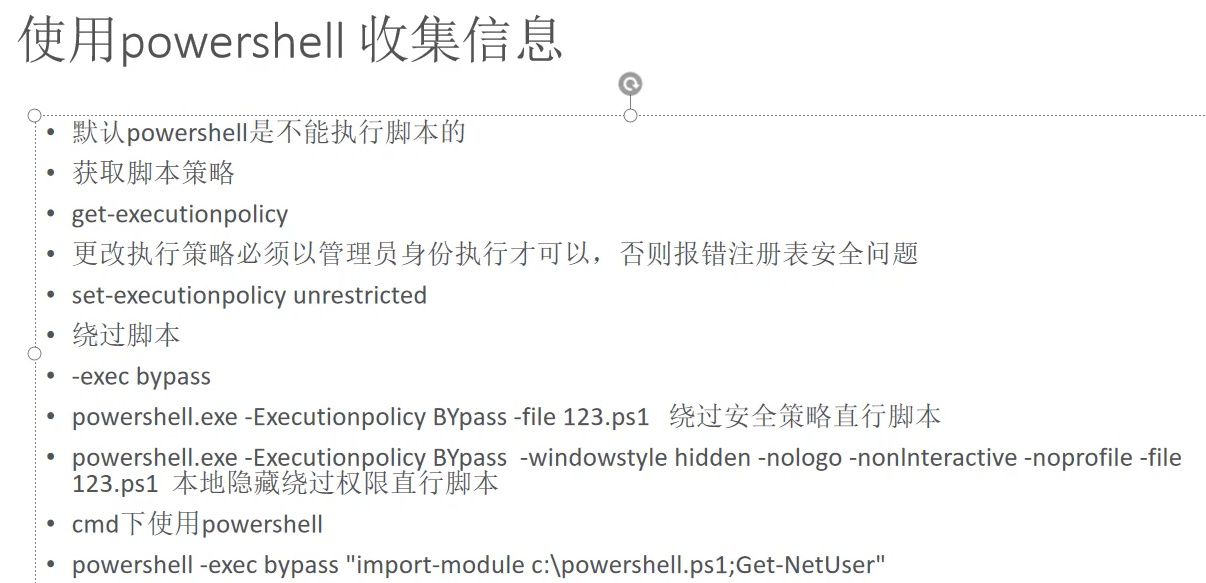 使用powershell 收集信息
• 默认powershell是不能执行脚本的
• 获取脚本策略
• get-executionpolicy
• 更改执行策略必须以管理员身份执行才可以，否则报错注册表安全问题
• set-executionpolicy unrestricted
• 绕过脚本
• -exec bypass
• powershell.exe -Executionpolicy BYpass -file 123.ps1 绕过安全策略直行脚本
• powershell.exe -Executionpolicy BYpass -windowstyle hidden -nologo -nonlnteractive -noprofile -file
123.ps1 本地隐藏绕过权限直行脚本
• cmd下使用powershell
• powershell -exec bypass "import-module c:\powershell.ps1;Get-NetUser"